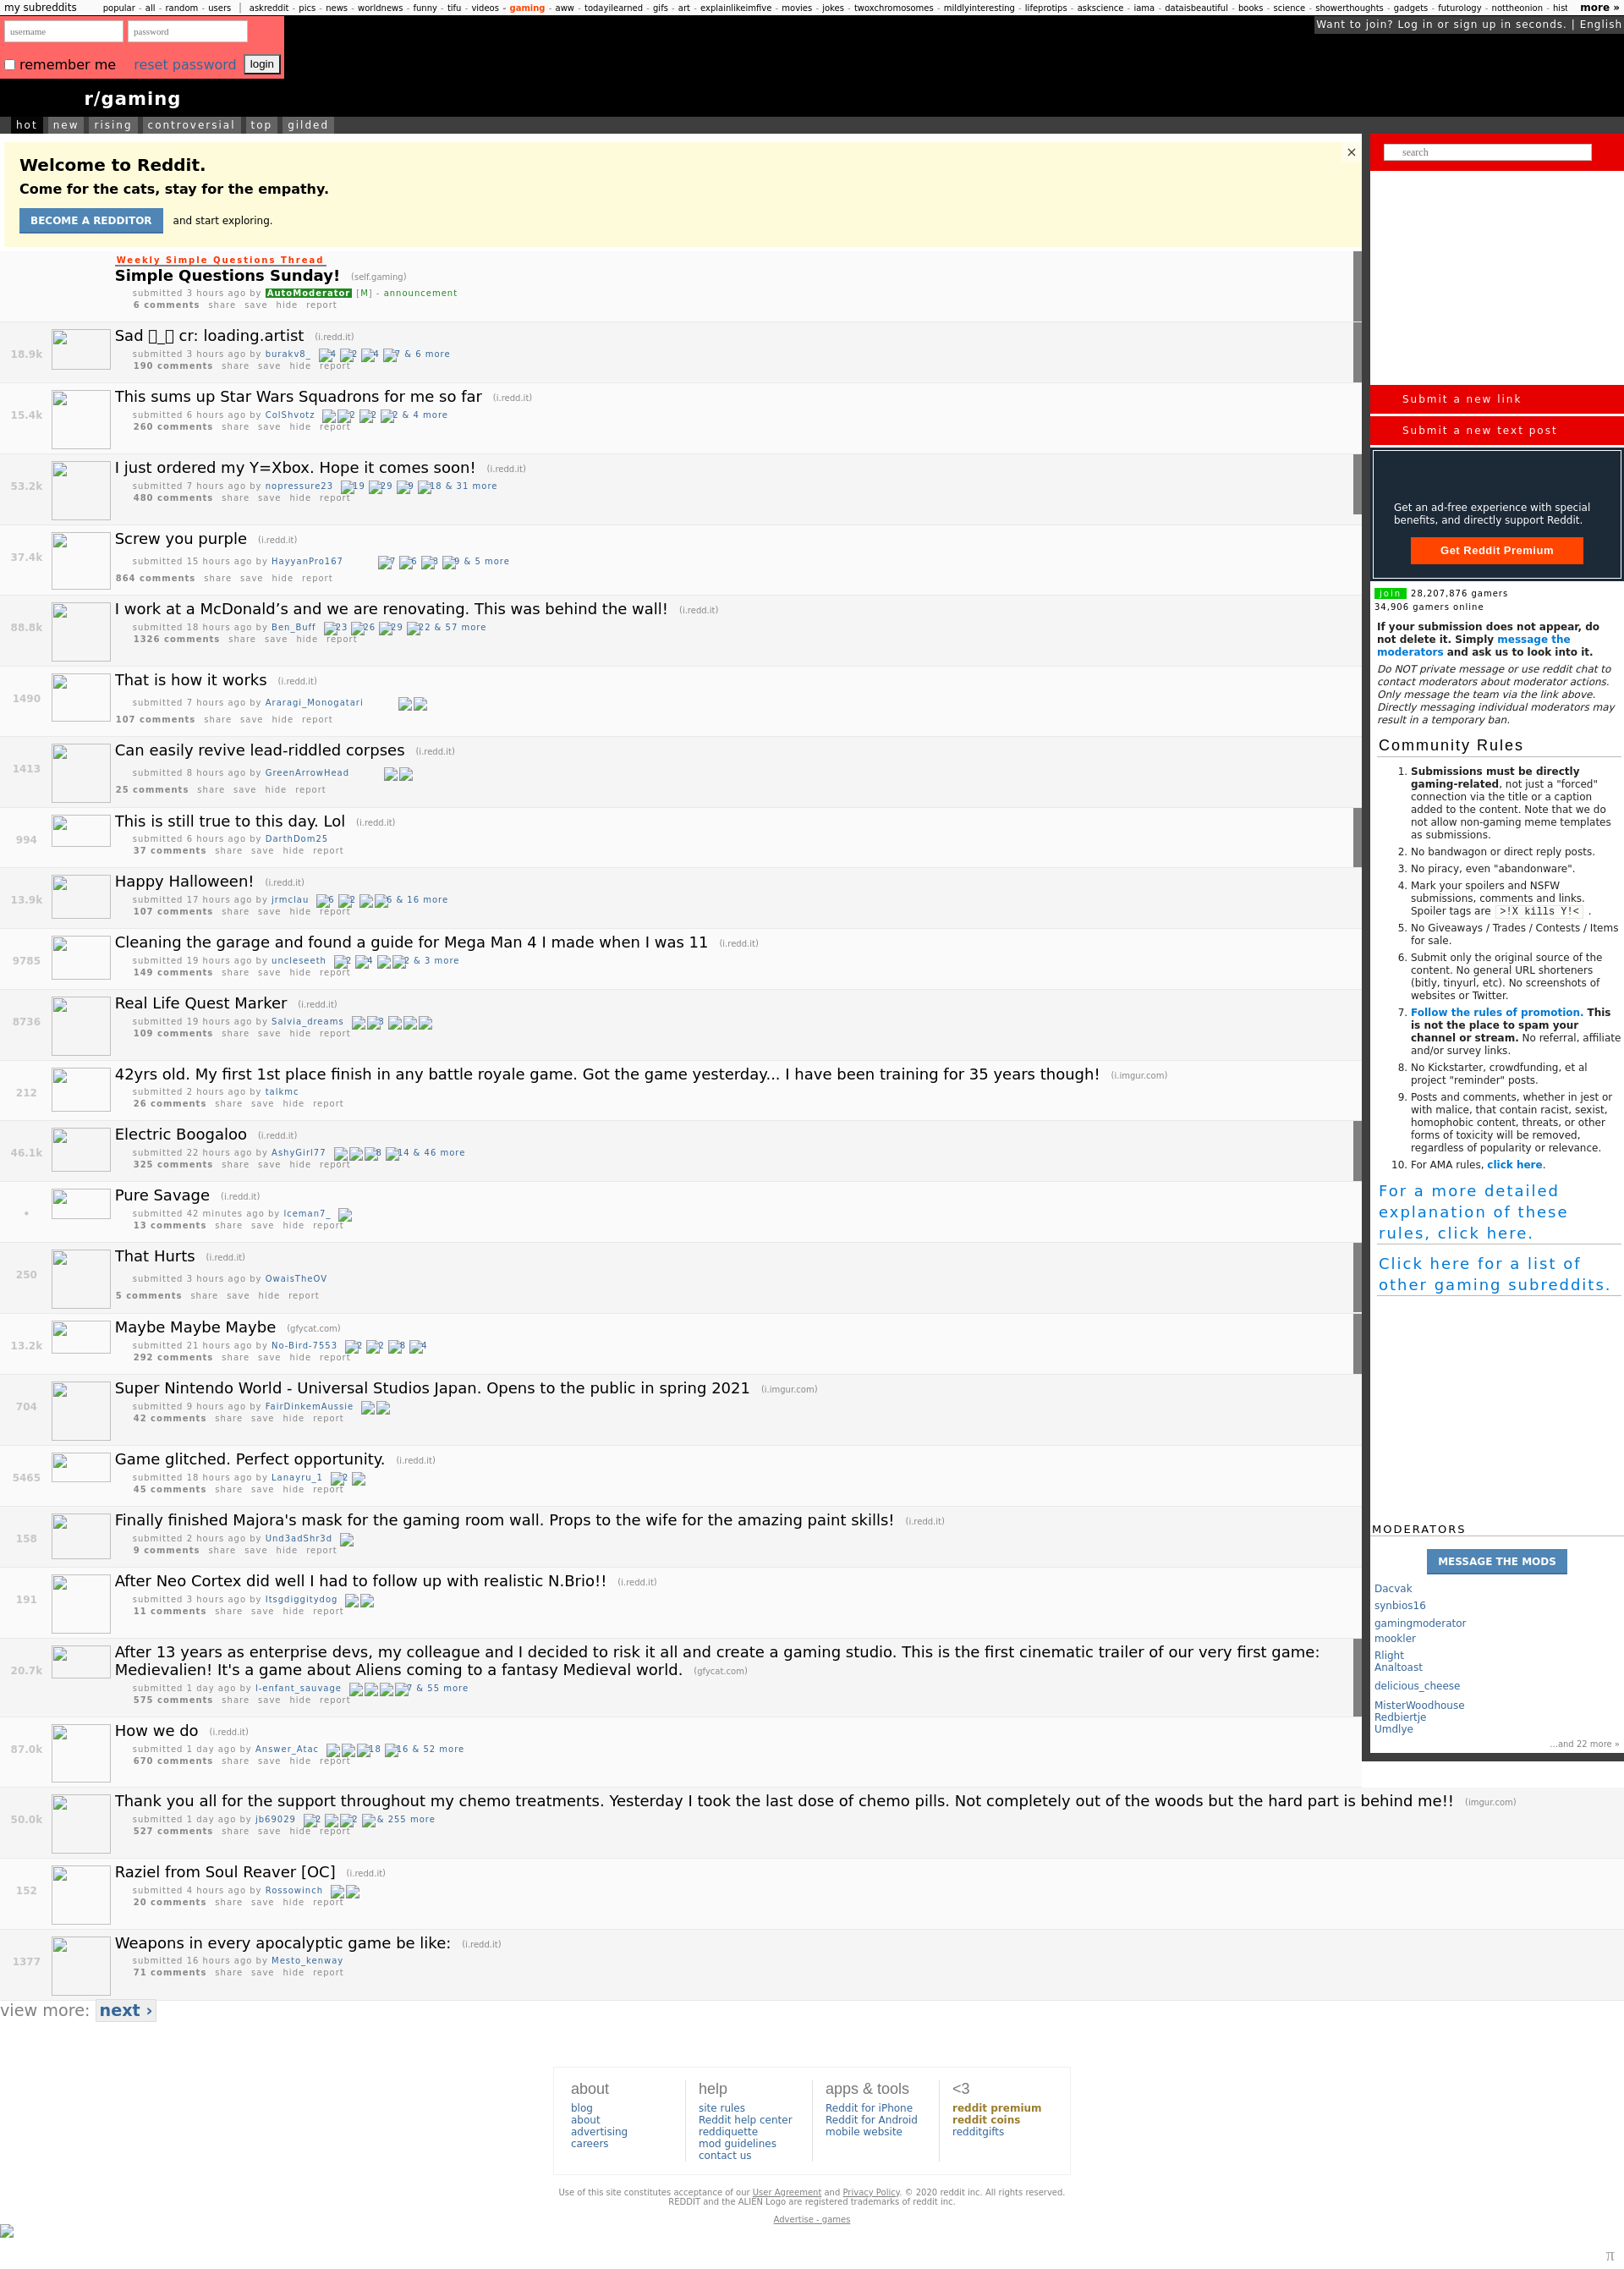 my subreddits
popular - all - random - users | askreddit - pics - news - worldnews - funny - tifu - videos - gaming - aww - todayilearned - gifs - art - explainlikeimfive - movies - jokes - twoxchromosomes - mildlyinteresting - lifeprotips - askscience - iama - dataisbeautiful - books - science - showerthoughts - gadgets - futurology - nottheonion - hist
more »
username
password
Want to join? Log in or sign up in seconds. | English
remember me
reset password
login
r/gaming
hot
new
rising
controversial
top
gilded
Welcome to Reddit.
×
Come for the cats, stay for the empathy.
BECOME A REDDITOR
and start exploring.
Weekly Simple Questions Thread
Simple Questions Sunday! (self.gaming)
submitted 3 hours ago by AutoModerator [M] - announcement
6 comments share save hide report
18.9k
Sad _ cr: loading.artist (i.redd.it)
submitted 3 hours ago by burakv8_ 4 2 4 7 & 6 more
190 comments share save hide report
15.4k
This sums up Star Wars Squadrons for me so far (i.redd.it)
submitted 6 hours ago by ColShvotz 2 2 2 & 4 more
260 comments share save hide report
53.2k
I just ordered my Y=Xbox. Hope it comes soon! (i.redd.it)
submitted 7 hours ago by nopressure23 19 29 9 18 & 31 more
480 comments share save hide report
37.4k
Screw you purple (i.redd.it)
submitted 15 hours ago by HayyanPro167 7 6 3 9 & 5 more
864 comments share save hide report
88.8k
I work at a McDonald’s and we are renovating. This was behind the wall! (i.redd.it)
submitted 18 hours ago by Ben_Buff 23 26 29 22 & 57 more
1326 comments share save hide report
1490
That is how it works (i.redd.it)
submitted 7 hours ago by Araragi_Monogatari
107 comments share save hide report
1413
Can easily revive lead-riddled corpses (i.redd.it)
submitted 8 hours ago by GreenArrowHead
25 comments share save hide report
994
This is still true to this day. Lol (i.redd.it)
submitted 6 hours ago by DarthDom25
37 comments share save hide report
13.9k
Happy Halloween! (i.redd.it)
submitted 17 hours ago by jrmclau 6 2 6 & 16 more
107 comments share save hide report
9785
Cleaning the garage and found a guide for Mega Man 4 I made when I was 11 (i.redd.it)
submitted 19 hours ago by uncleseeth 2 4 2 & 3 more
149 comments share save hide report
8736
Real Life Quest Marker (i.redd.it)
submitted 19 hours ago by Salvia_dreams 3
109 comments share save hide report
212
42yrs old. My first 1st place finish in any battle royale game. Got the game yesterday... I have been training for 35 years though! (i.imgur.com)
submitted 2 hours ago by talkmc
26 comments share save hide report
46.1k
Electric Boogaloo (i.redd.it)
submitted 22 hours ago by AshyGirl77 8 14 & 46 more
325 comments share save hide report
•
Pure Savage (i.redd.it)
submitted 42 minutes ago by Iceman7_
13 comments share save hide report
250
That Hurts (i.redd.it)
submitted 3 hours ago by OwaisTheOV
5 comments share save hide report
13.2k
Maybe Maybe Maybe (gfycat.com)
submitted 21 hours ago by No-Bird-7553 2 2 8 4
292 comments share save hide report
704
Super Nintendo World - Universal Studios Japan. Opens to the public in spring 2021 (i.imgur.com)
submitted 9 hours ago by FairDinkemAussie
42 comments share save hide report
5465
Game glitched. Perfect opportunity. (i.redd.it)
submitted 18 hours ago by Lanayru_1 2
45 comments share save hide report
158
Finally finished Majora's mask for the gaming room wall. Props to the wife for the amazing paint skills! (i.redd.it)
submitted 2 hours ago by Und3adShr3d
9 comments share save hide report
191
After Neo Cortex did well I had to follow up with realistic N.Brio!! (i.redd.it)
submitted 3 hours ago by Itsgdiggitydog
11 comments share save hide report
20.7k
After 13 years as enterprise devs, my colleague and I decided to risk it all and create a gaming studio. This is the first cinematic trailer of our very first game:
Medievalien! It's a game about Aliens coming to a fantasy Medieval world. (gfycat.com)
submitted 1 day ago by l-enfant_sauvage 7 & 55 more
575 comments share save hide report
87.0k
How we do (i.redd.it)
submitted 1 day ago by Answer_Atac 18 16 & 52 more
670 comments share save hide report
50.0k
Thank you all for the support throughout my chemo treatments. Yesterday I took the last dose of chemo pills. Not completely out of the woods but the hard part is behind me!! (imgur.com)
submitted 1 day ago by jb69029 2 2 & 255 more
527 comments share save hide report
152
Raziel from Soul Reaver [OC] (i.redd.it)
submitted 4 hours ago by Rossowinch
20 comments share save hide report
1377
Weapons in every apocalyptic game be like: (i.redd.it)
submitted 16 hours ago by Mesto_kenway
71 comments share save hide report
view more: next ›
search
Submit a new link
Submit a new text post
Get an ad-free experience with special
benefits, and directly support Reddit.
Get Reddit Premium
join 28,207,876 gamers
34,906 gamers online
If your submission does not appear, do
not delete it. Simply message the
moderators and ask us to look into it.
Do NOT private message or use reddit chat to
contact moderators about moderator actions.
Only message the team via the link above.
Directly messaging individual moderators may
result in a temporary ban.
Community Rules
1. Submissions must be directly
gaming-related, not just a "forced"
connection via the title or a caption
added to the content. Note that we do
not allow non-gaming meme templates
as submissions.
2. No bandwagon or direct reply posts.
3. No piracy, even "abandonware".
4. Mark your spoilers and NSFW
submissions, comments and links.
Spoiler tags are >!X kills Y!< .
5. No Giveaways / Trades / Contests / Items
for sale.
6. Submit only the original source of the
content. No general URL shorteners
(bitly, tinyurl, etc). No screenshots of
websites or Twitter.
7. Follow the rules of promotion. This
is not the place to spam your
channel or stream. No referral, affiliate
and/or survey links.
8. No Kickstarter, crowdfunding, et al
project "reminder" posts.
9. Posts and comments, whether in jest or
with malice, that contain racist, sexist,
homophobic content, threats, or other
forms of toxicity will be removed,
regardless of popularity or relevance.
10. For AMA rules, click here.
For a more detailed
explanation of these
rules, click here.
Click here for a list of
other gaming subreddits.
MODERATORS
MESSAGE THE MODS
Dacvak
synbios16
gamingmoderator
mookler
Rlight
Analtoast
delicious_cheese
MisterWoodhouse
Redbiertje
Umdlye
...and 22 more »
about
blog
about
advertising
careers
help
site rules
Reddit help center
reddiquette
mod guidelines
contact us
apps & tools
Reddit for iPhone
Reddit for Android
mobile website
<3
reddit premium
reddit coins
redditgifts
Use of this site constitutes acceptance of our User Agreement and Privacy Policy. © 2020 reddit inc. All rights reserved.
REDDIT and the ALIEN Logo are registered trademarks of reddit inc.
Advertise - games
π